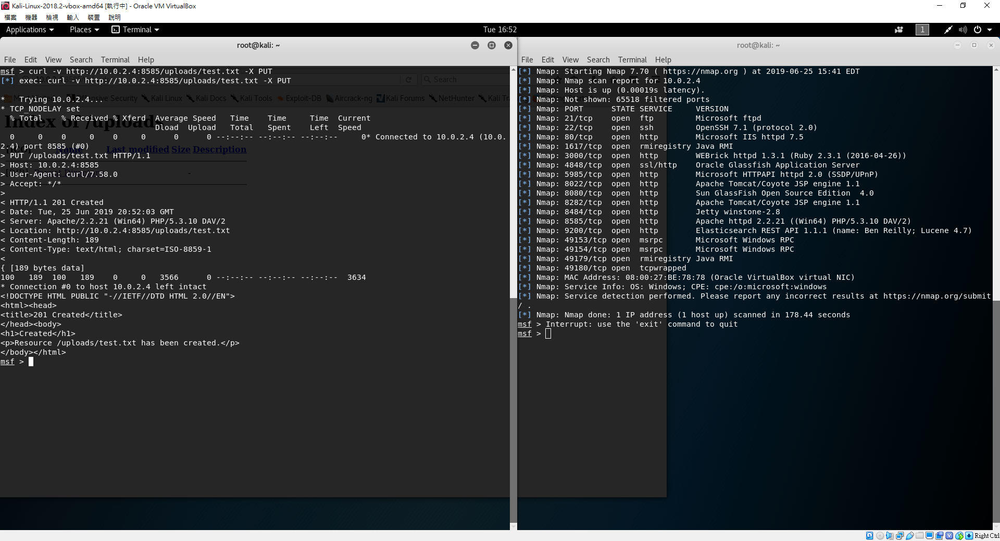 Kali-Linux-2018.2-vbox-amd64 [執行中] - Oracle VM VirtualBox
檔案 機器 檢視 輸入 裝置 說明
Applications Places Terminal Tue 16:52 1
root@kali: ~
File Edit View Search Terminal Help
msf > curl -v http://10.0.2.4:8585/uploads/test.txt -X PUT
[*] exec: curl -v http://10.0.2.4:8585/uploads/test.txt -X PUT
Search
Offensive Security Kali Linux Kali Docs Kali Tools Exploit-DB Aircrack-ng Kali Forums NetHunter
*   Trying 10.0.2.4...
* TCP_NODELAY set
Index of /uploads
  % Total    % Received % Xferd  Average Speed   Time    Time     Time  Current
                                 Dload  Upload   Total   Spent    Left  Speed
  0     0    0     0    0     0      0      0 --:--:-- --:--:-- --:--:--     0* Connected to 10.0.
2.4) port 8585 (#0)
Name Last modified Size Description
> PUT /uploads/test.txt HTTP/1.1
> Host: 10.0.2.4:8585
> User-Agent: curl/7.58.0
> Accept: */*
>
< HTTP/1.1 201 Created
< Date: Tue, 25 Jun 2019 20:52:03 GMT
< Server: Apache/2.2.21 (Win64) PHP/5.3.10 DAV/2
< Location: http://10.0.2.4:8585/uploads/test.txt
< Content-Length: 189
< Content-Type: text/html; charset=ISO-8859-1
<
{ [189 bytes data]
100   189  100   189    0     0   3566      0 --:--:-- --:--:-- --:--:--  3634
* Connection #0 to host 10.0.2.4 left intact
<!DOCTYPE HTML PUBLIC "-//IETF//DTD HTML 2.0//EN">
<html><head>
<title>201 Created</title>
</head><body>
<h1>Created</h1>
<p>Resource /uploads/test.txt has been created.</p>
</body></html>
msf >
root@kali: ~
File Edit View Search Terminal Help
[*] Nmap: Starting Nmap 7.70 ( https://nmap.org ) at 2019-06-25 15:41 EDT
[*] Nmap: Nmap scan report for 10.0.2.4
[*] Nmap: Host is up (0.00019s latency).
[*] Nmap: Not shown: 65518 filtered ports
[*] Nmap: PORT      STATE SERVICE     VERSION
[*] Nmap: 21/tcp    open  ftp         Microsoft ftpd
[*] Nmap: 22/tcp    open  ssh         OpenSSH 7.1 (protocol 2.0)
[*] Nmap: 80/tcp    open  http        Microsoft IIS httpd 7.5
[*] Nmap: 1617/tcp  open  rmiregistry Java RMI
[*] Nmap: 3000/tcp  open  http        WEBrick httpd 1.3.1 (Ruby 2.3.1 (2016-04-26))
[*] Nmap: 4848/tcp  open  ssl/http    Oracle Glassfish Application Server
[*] Nmap: 5985/tcp  open  http        Microsoft HTTPAPI httpd 2.0 (SSDP/UPnP)
[*] Nmap: 8022/tcp  open  http        Apache Tomcat/Coyote JSP engine 1.1
[*] Nmap: 8080/tcp  open  http        Sun GlassFish Open Source Edition  4.0
[*] Nmap: 8282/tcp  open  http        Apache Tomcat/Coyote JSP engine 1.1
[*] Nmap: 8484/tcp  open  http        Jetty winstone-2.8
[*] Nmap: 8585/tcp  open  http        Apache httpd 2.2.21 ((Win64) PHP/5.3.10 DAV/2)
[*] Nmap: 9200/tcp  open  http        Elasticsearch REST API 1.1.1 (name: Ben Reilly; Lucene 4.7)
[*] Nmap: 49153/tcp open  msrpc       Microsoft Windows RPC
[*] Nmap: 49154/tcp open  msrpc       Microsoft Windows RPC
[*] Nmap: 49179/tcp open  rmiregistry Java RMI
[*] Nmap: 49180/tcp open  tcpwrapped
[*] Nmap: MAC Address: 08:00:27:BE:78:78 (Oracle VirtualBox virtual NIC)
[*] Nmap: Service Info: OS: Windows; CPE: cpe:/o:microsoft:windows
[*] Nmap: Service detection performed. Please report any incorrect results at https://nmap.org/submit
/ .
[*] Nmap: Nmap done: 1 IP address (1 host up) scanned in 178.44 seconds
msf > Interrupt: use the 'exit' command to quit
msf >
Right Ctrl